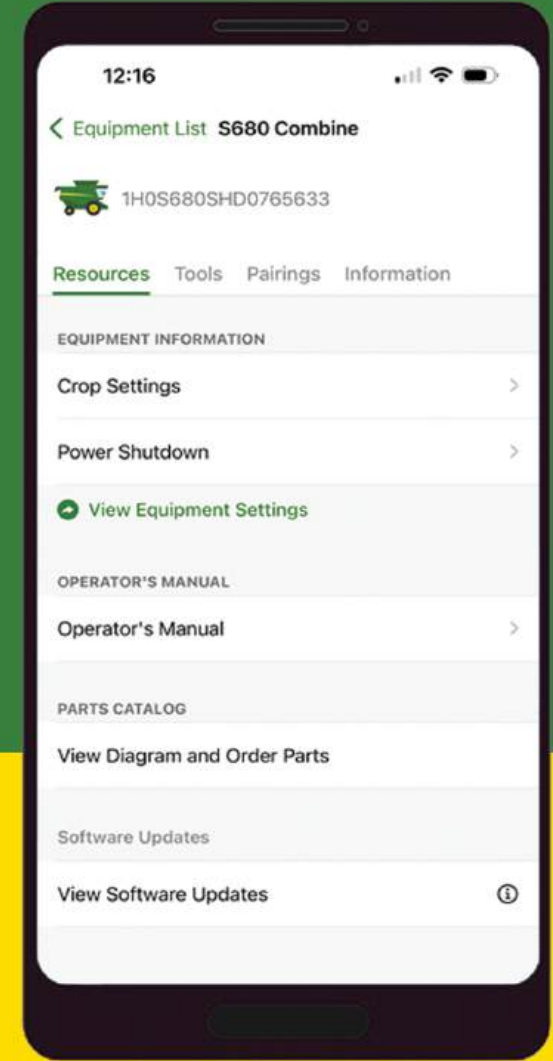 12:16
Equipment List S680 Combine
1H0S680SHD0765633
Resources Tools Pairings Information
EQUIPMENT INFORMATION
Crop Settings
Power Shutdown
View Equipment Settings
OPERATOR'S MANUAL
Operator's Manual
PARTS CATALOG
View Diagram and Order Parts
Software Updates
View Software Updates